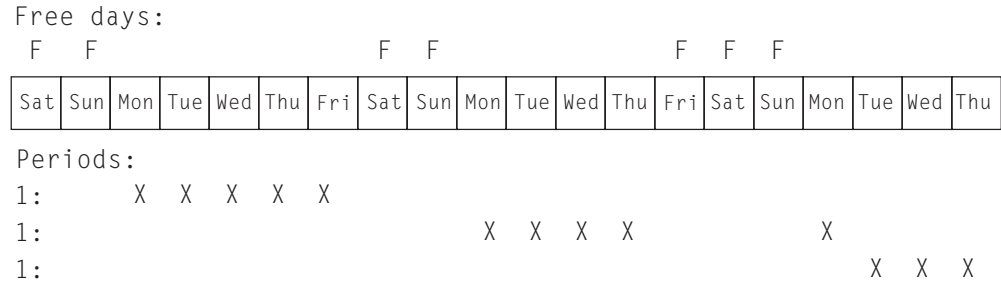 Free days:
F F F F F F F
Sat Sun Mon Tue Wed Thu Fri Sat Sun Mon Tue Wed Thu Fri Sat Sun Mon Tue Wed Thu
Periods:
1: X X X X X
1: X X X X X
1: X X X